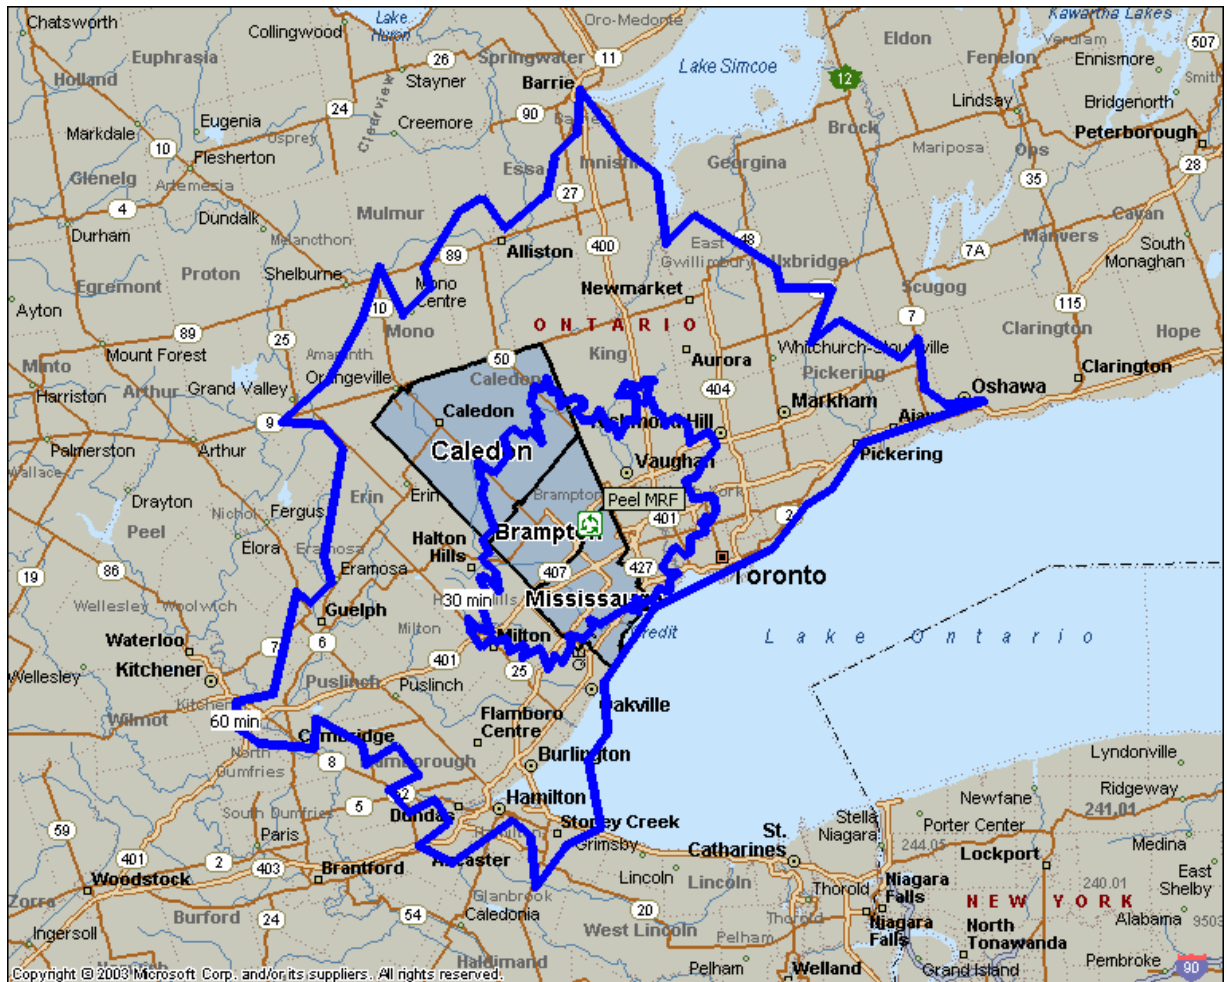 Chatsworth
Collingwood
Lake
Huron
Oro-Medonte
Kawartha Lakes
Euphrasia
Springwater
11
Eldon
Verulam
507
Holland
26
Stayner
Barrie
Lake Simcoe
12
Fenelon
Ennismore
Smith
24
Clearview
90
Lindsay
Bridgenorth
Markdale
Eugenia
Osprey
Creemore
Brock
Peterborough
10
Flesherton
Essa
Innisfil
Georgina
Mariposa
Ops
28
Glenelg
Artemesia
27
35
4
Dundalk
Mulmur
Cavan
Durham
Melancthon
89
Alliston
400
East
Gwillimbury
48
7A
Manvers
South
Monaghan
Proton
Shelburne
Uxbridge
Egremont
Mono
Centre
Newmarket
Scugog
115
Ayton
10
7
89
25
Mono
ONTARIO
Clarington
Hope
Mount Forest
Amaranth
50
King
Aurora
Whitchurch-Stouffville
Minto
Arthur
Grand Valley
Orangeville
Caledon
404
Pickering
Clarington
Harriston
Oshawa
9
Caledon
Richmond Hill
Markham
Palmerston
Arthur
Caledon
Vaughan
Pickering
Wallace
Drayton
Erin
Erin
Brampton
Peel MRF
York
2
Peel
Nichol
Fergus
401
Elora
Eramosa
Halton
Hills
Brampton
19
86
Eramosa
407
427
Toronto
Wellesley
Woolwich
Guelph
30 min
Mississauga
Waterloo
7
6
Milton
Milton
Credit
Lake Ontario
Wellesley
Kitchener
401
25
Puslinch
Puslinch
Oakville
Wilmot
60 min
Flamboro
Centre
Cambridge
North
Dumfries
8
Burlington
Lyndonville
South Dumfries
5
52
Hamilton
Newfane
Ridgeway
241.01
59
Paris
Dundas
Stoney Creek
St.
Catharines
Stella
Niagara
Porter Center
244.05
Medina
401
2
403
Brantford
Ancaster
Grimsby
Lockport
Woodstock
Lincoln
Lincoln
Thorold
Niagara
Falls
240.01
East
Shelby
Zorra
Glanbrook
NEW YORK
Burford
24
54
Caledonia
20
Thorold
Niagara
Falls
North
Tonawanda
Alabama
9503
Ingersoll
West Lincoln
Pelham
Haldimand
Pelham
Welland
Grand Island
Pembroke
90
Copyright © 2003 Microsoft Corp. and/or its suppliers. All rights reserved.